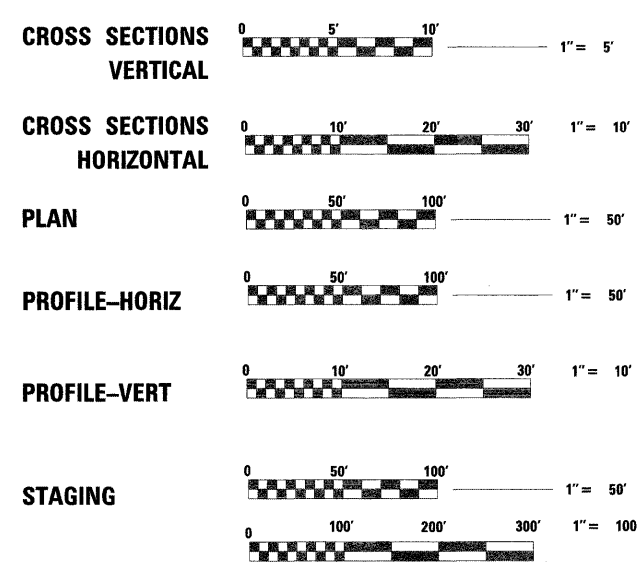 0 5' 10'
CROSS SECTIONS 1" = 5'
VERTICAL
CROSS SECTIONS 0 10' 20' 30' 1" = 10'
HORIZONTAL
0 50' 100'
PLAN 1" = 50'
0 50' 100'
PROFILE-HORIZ 1" = 50'
0 10' 20' 30' 1" = 10'
PROFILE-VERT
0 50' 100'
STAGING 1" = 50'
0 100' 200' 300' 1" = 100